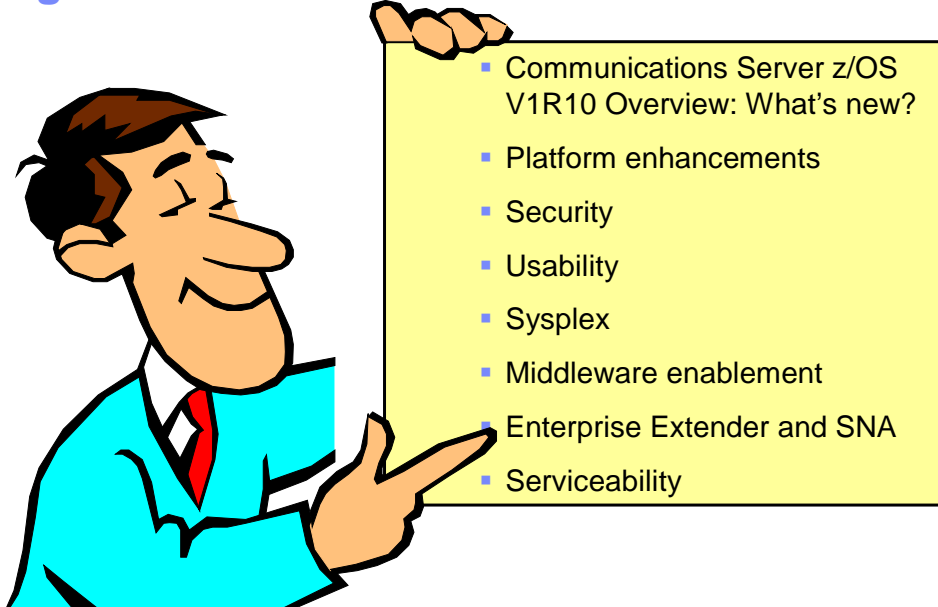 Communications Server z/OS
V1R10 Overview: What's new?
Platform enhancements
Security
Usability
Sysplex
Middleware enablement
Enterprise Extender and SNA
Serviceability